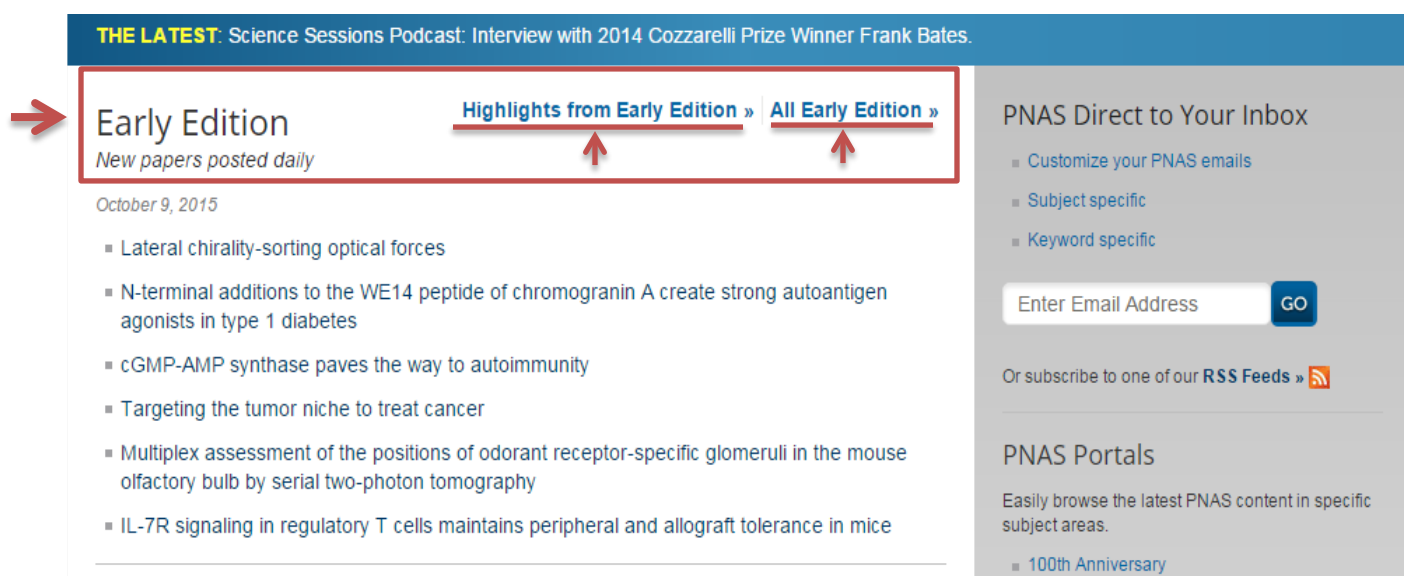 THE LATEST: Science Sessions Podcast: Interview with 2014 Cozzarelli Prize Winner Frank Bates.
Early Edition
Highlights from Early Edition »
All Early Edition »
New papers posted daily
October 9, 2015
Lateral chirality-sorting optical forces
N-terminal additions to the WE14 peptide of chromogranin A create strong autoantigen
agonists in type 1 diabetes
cGMP-AMP synthase paves the way to autoimmunity
Targeting the tumor niche to treat cancer
Multiplex assessment of the positions of odorant receptor-specific glomeruli in the mouse
olfactory bulb by serial two-photon tomography
IL-7R signaling in regulatory T cells maintains peripheral and allograft tolerance in mice
PNAS Direct to Your Inbox
Customize your PNAS emails
Subject specific
Keyword specific
Enter Email Address
GO
Or subscribe to one of our RSS Feeds »
PNAS Portals
Easily browse the latest PNAS content in specific
subject areas.
100th Anniversary